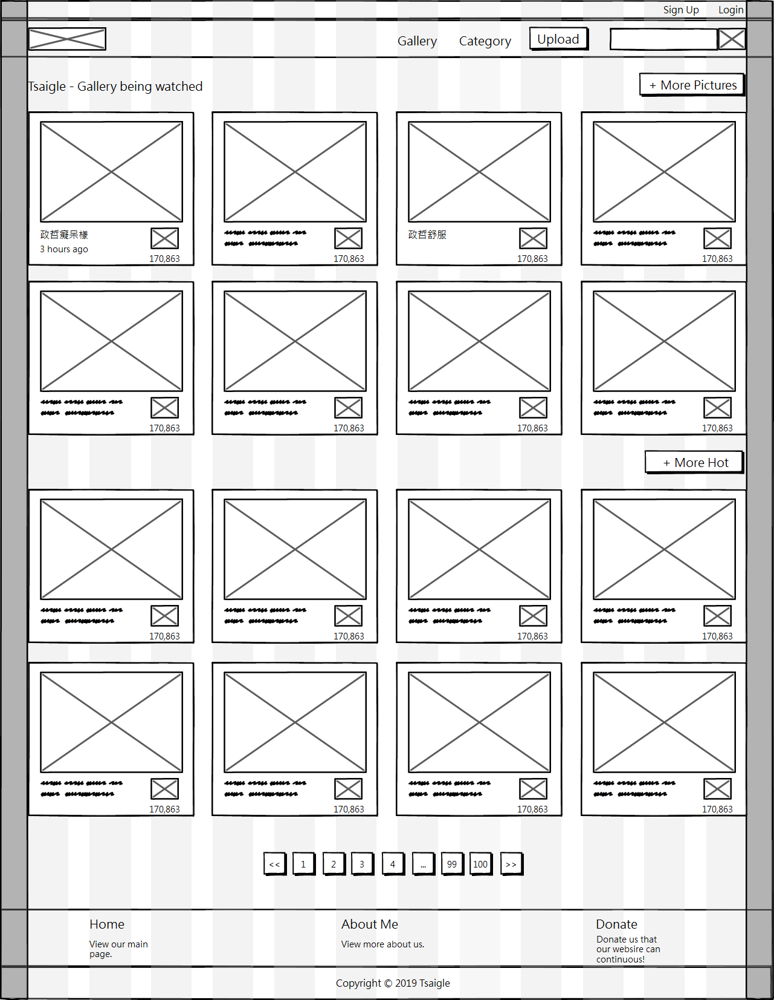 Sign Up Login
Gallery Category Upload
Tsaigle - Gallery being watched
+ More Pictures
政哲癡呆樣
3 hours ago
170,863
170,863
政哲舒服
170,863
170,863
170,863
170,863
170,863
170,863
+ More Hot
170,863
170,863
170,863
170,863
170,863
170,863
170,863
170,863
<< 1 2 3 4 ... 99 100 >>
Home
View our main
page.
About Me
View more about us.
Donate
Donate us that
our websire can
continuous!
Copyright © 2019 Tsaigle